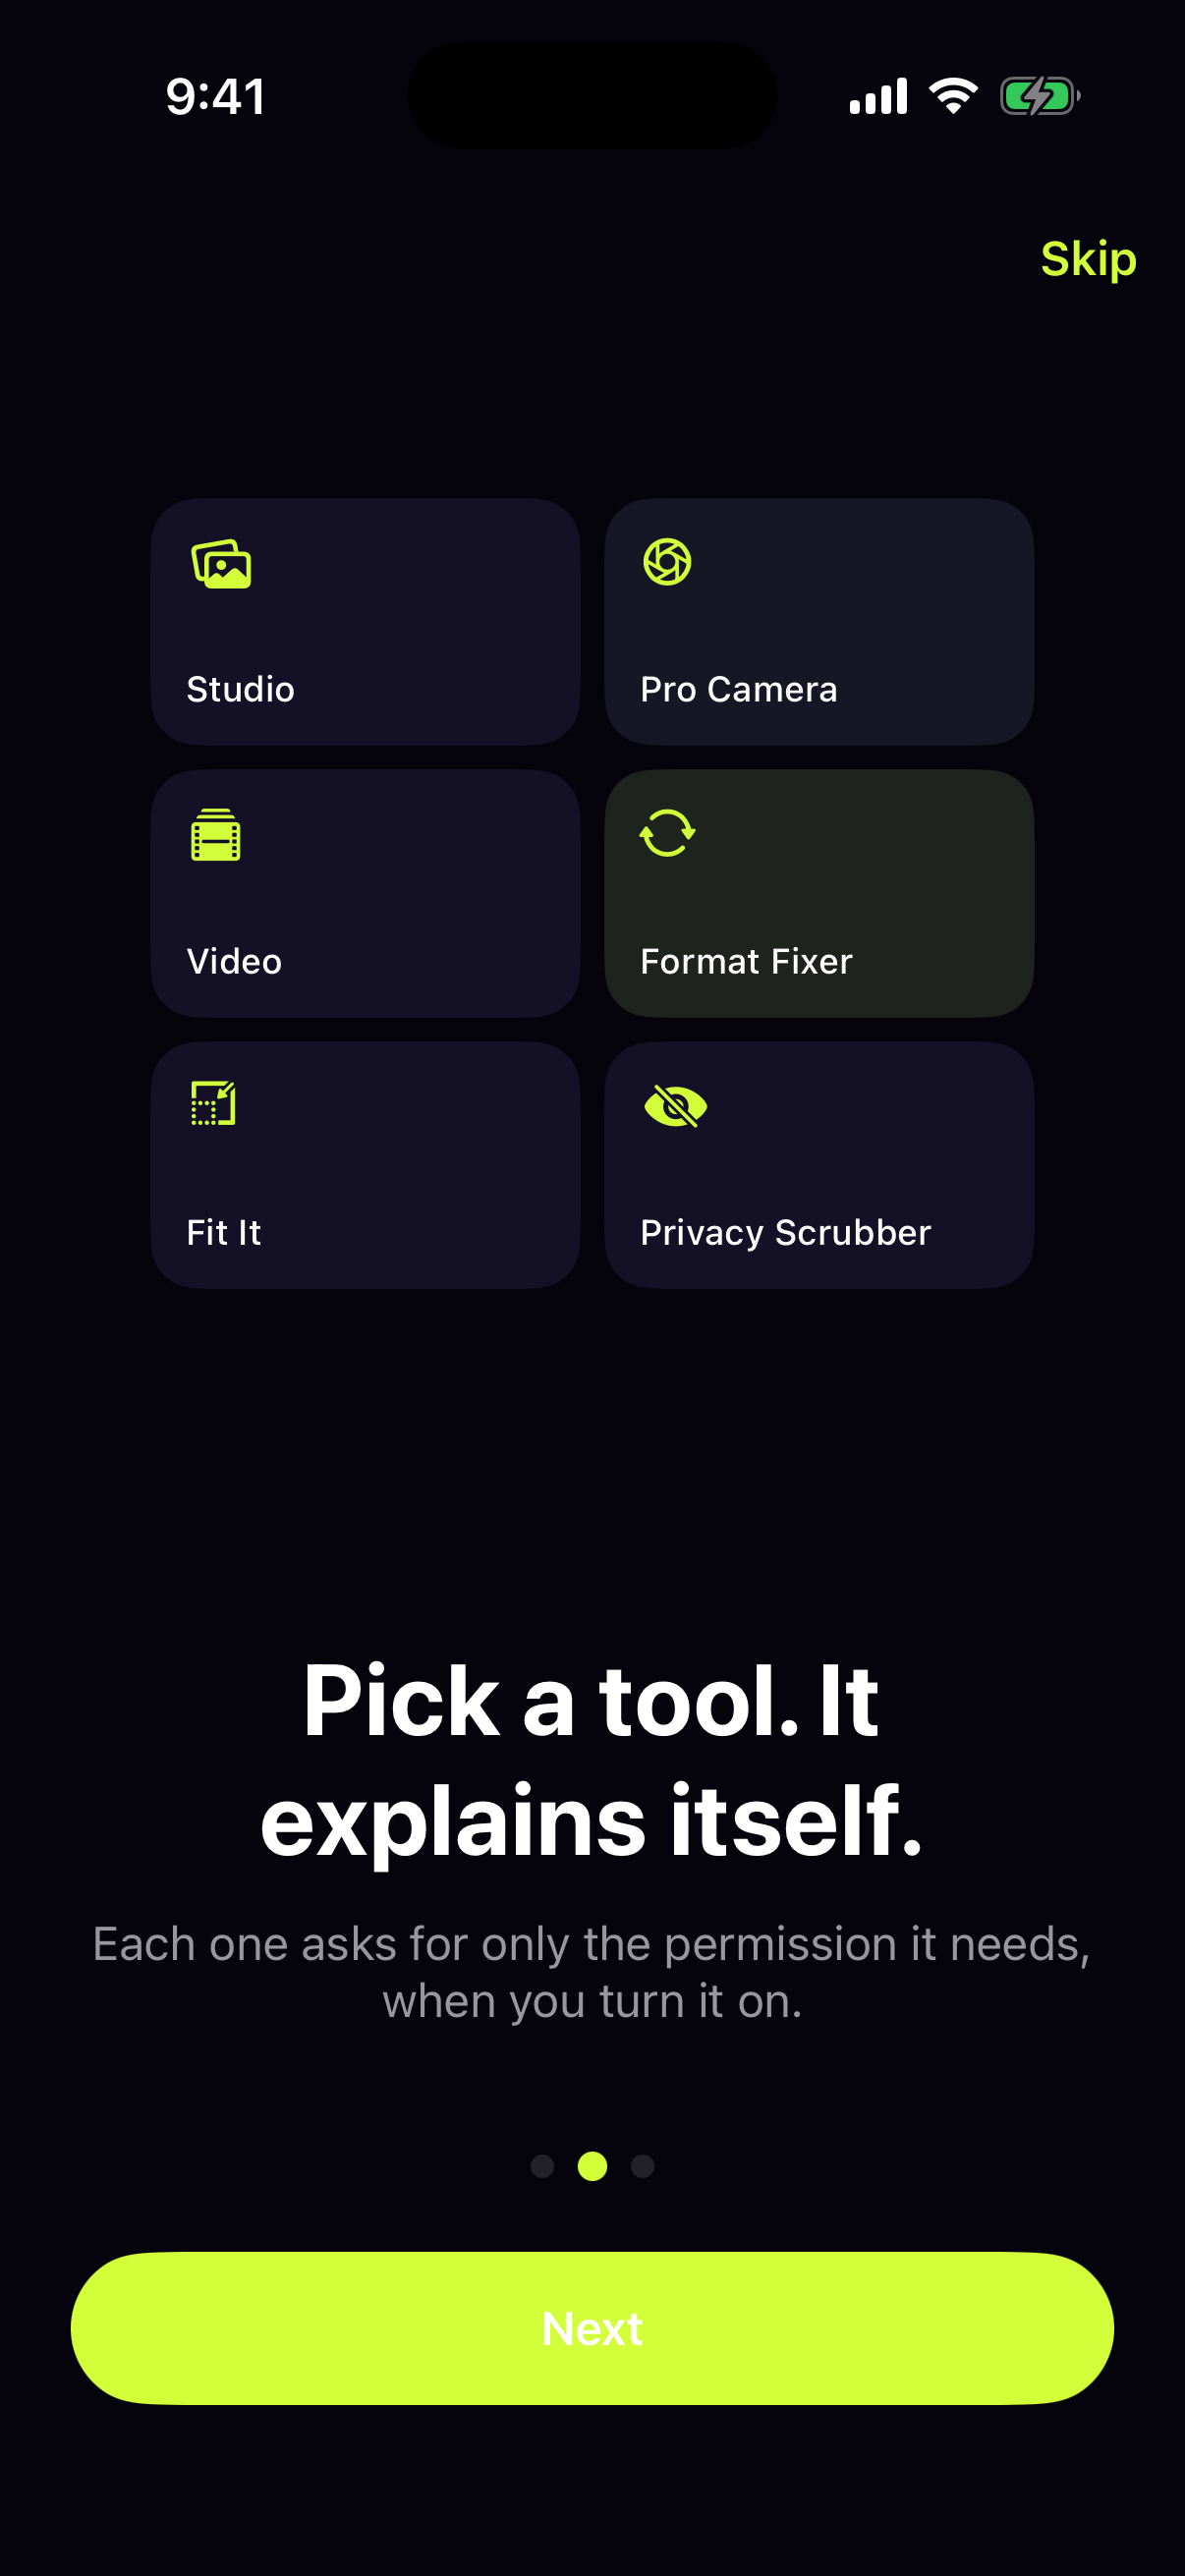 9:41
Skip
Studio
Pro Camera
Video
Format Fixer
Fit It
Privacy Scrubber
Pick a tool. It
explains itself.
Each one asks for only the permission it needs,
when you turn it on.
Next